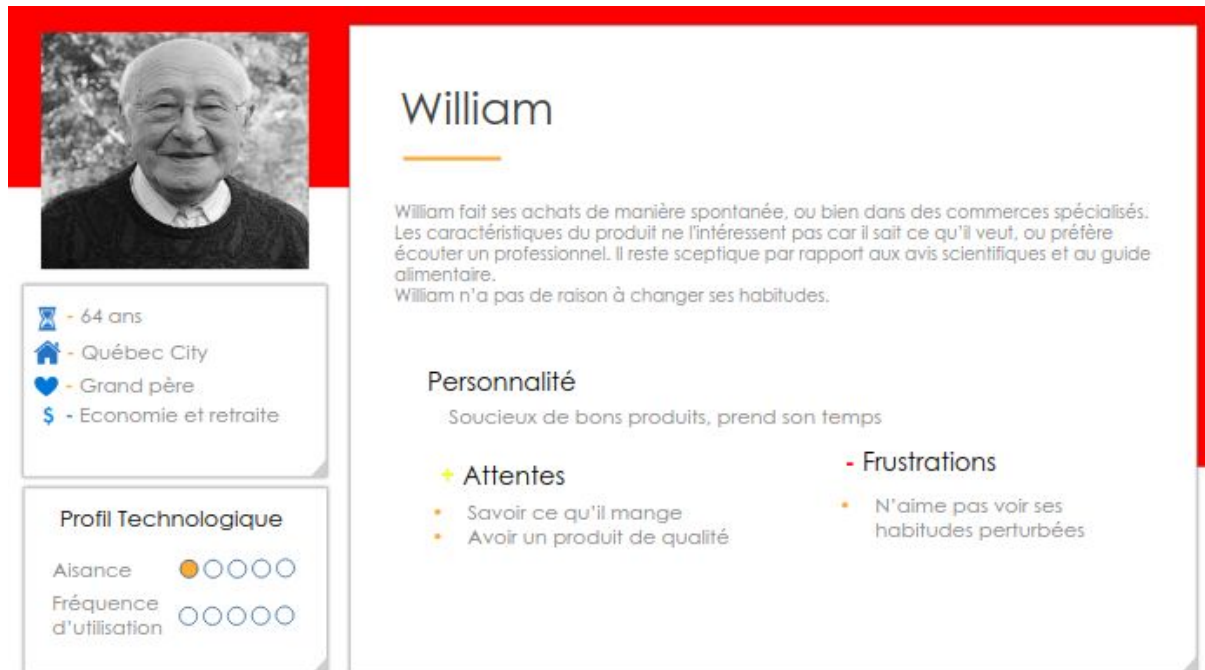 William
William fait ses achats de manière spontanée, ou bien dans des commerces spécialisés.
Les caractéristiques du produit ne l'intéressent pas car il sait ce qu'il veut, ou préfère
écouter un professionnel. Il reste sceptique par rapport aux avis scientifiques et au guide
alimentaire.
William n'a pas de raison à changer ses habitudes.
- 64 ans
- Québec City
- Grand père
$ - Economie et retraite
Personnalité
Soucieux de bons produits, prend son temps
+ Attentes
• Savoir ce qu'il mange
• Avoir un produit de qualité
- Frustrations
• N'aime pas voir ses
habitudes perturbées
Profil Technologique
Aisance
Fréquence
d'utilisation